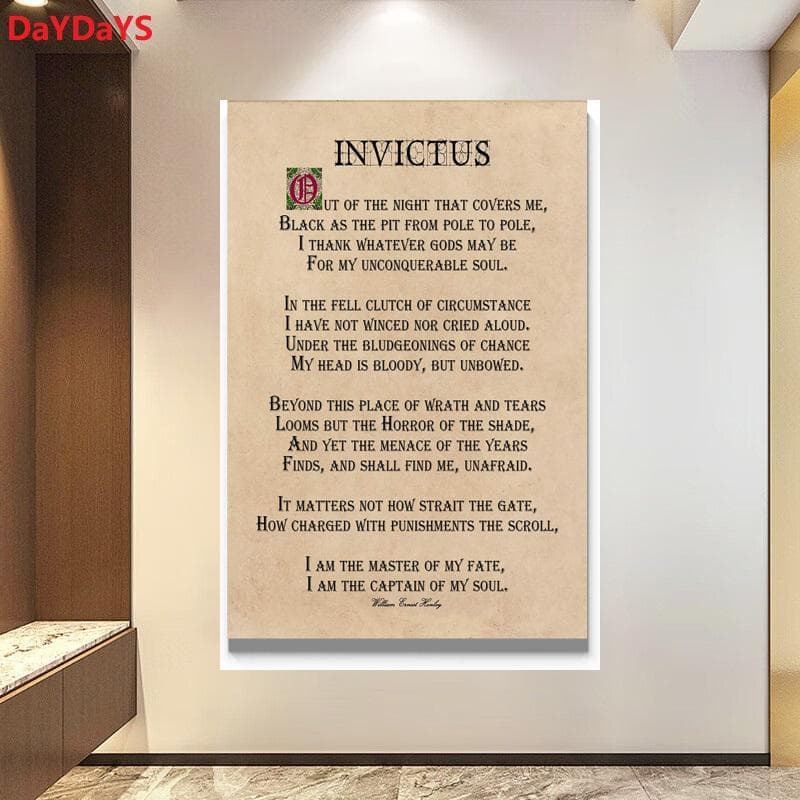 DaYDaYS
INVICTUS
OUT OF THE NIGHT THAT COVERS ME,
BLACK AS THE PIT FROM POLE TO POLE,
I THANK WHATEVER GODS MAY BE
FOR MY UNCONQUERABLE SOUL.
IN THE FELL CLUTCH OF CIRCUMSTANCE
I HAVE NOT WINCED NOR CRIED ALOUD.
UNDER THE BLUDGEONINGS OF CHANCE
MY HEAD IS BLOODY, BUT UNBOWED.
BEYOND THIS PLACE OF WRATH AND TEARS
LOOMS BUT THE HORROR OF THE SHADE,
AND YET THE MENACE OF THE YEARS
FINDS, AND SHALL FIND ME, UNAFRAID.
IT MATTERS NOT HOW STRAIT THE GATE,
HOW CHARGED WITH PUNISHMENTS THE SCROLL,
I AM THE MASTER OF MY FATE,
I AM THE CAPTAIN OF MY SOUL.
William Ernest Henley